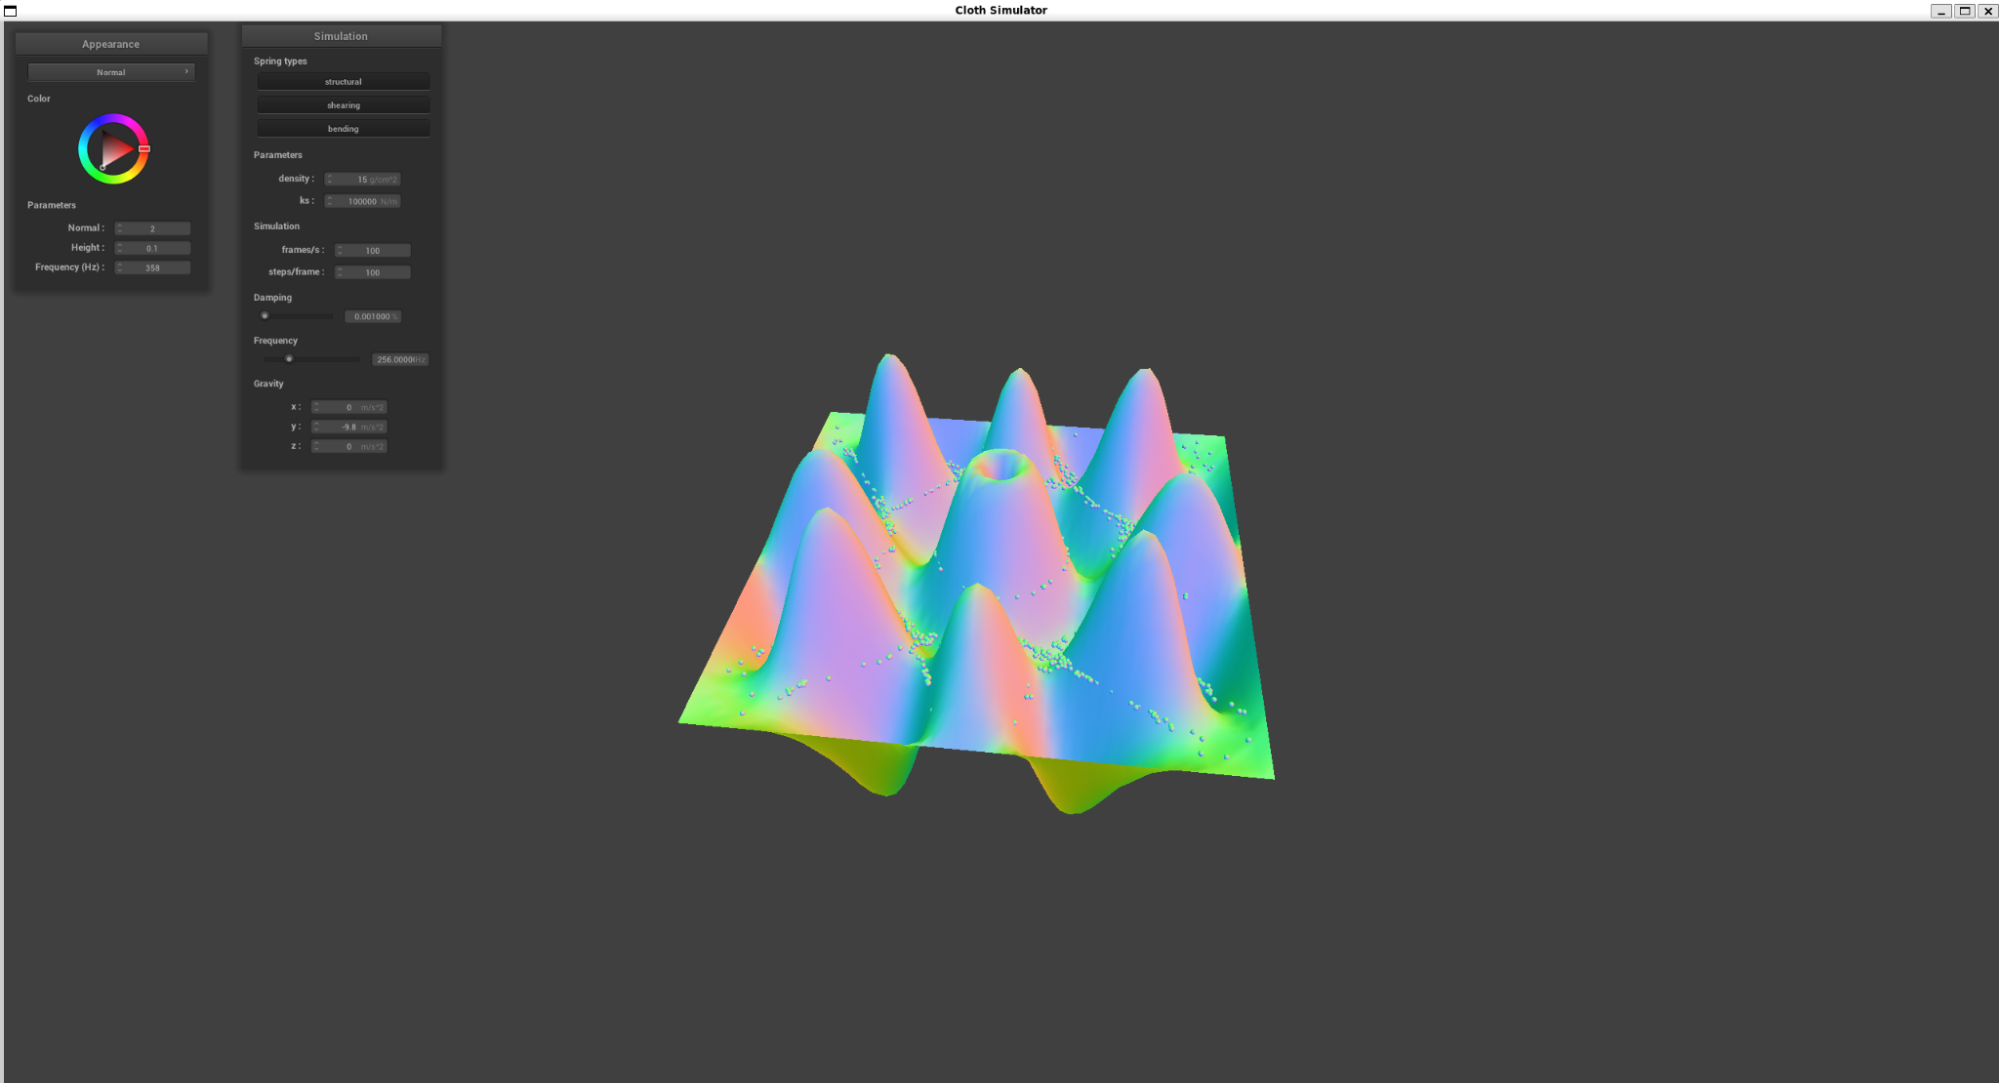 Cloth Simulator
Appearance
Normal
Color
Parameters
Normal : 2
Height : 0.1
Frequency (Hz) : 358
Simulation
Spring types
structural
shearing
bending
Parameters
density : 15 g/cm^2
ks : 100000 N/m
Simulation
frames/s : 100
steps/frame : 100
Damping
0.001000 %
Frequency
256.0000Hz
Gravity
x : 0 m/s^2
y : -9.8 m/s^2
z : 0 m/s^2